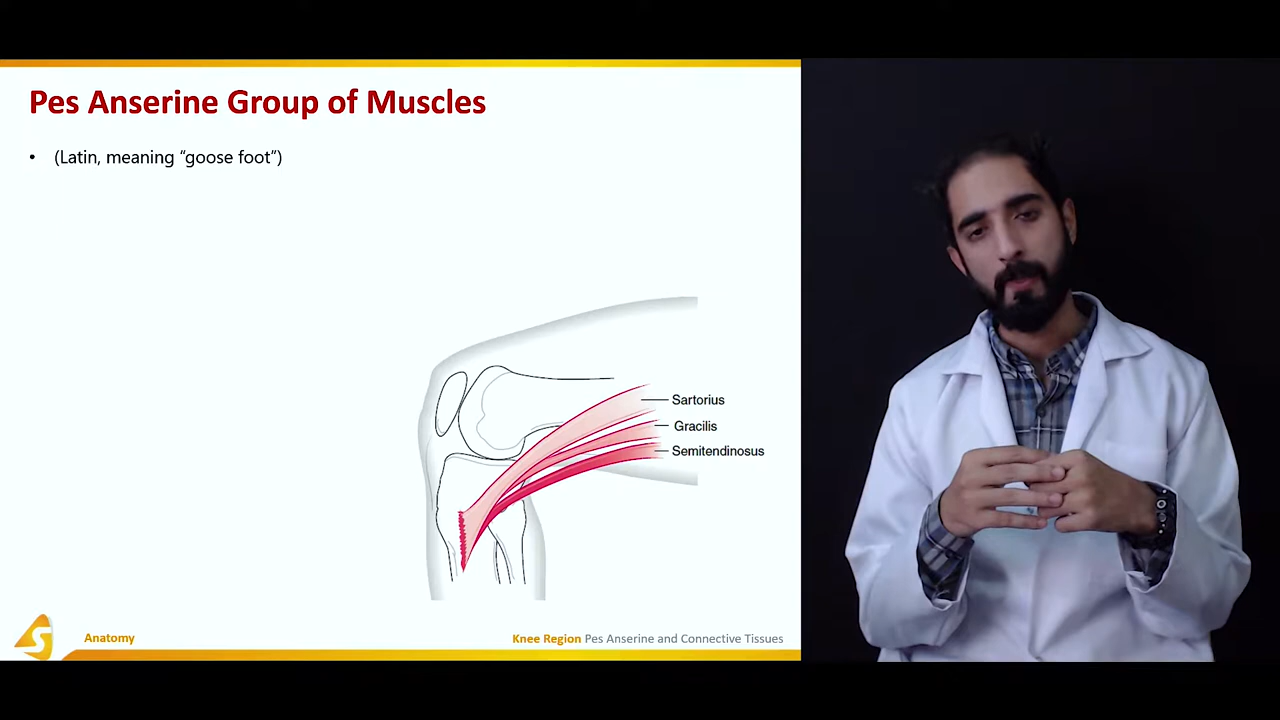 Pes Anserine Group of Muscles
• (Latin, meaning “goose foot”)
Sartorius
Gracilis
Semitendinosus
S
Anatomy
Knee Region Pes Anserine and Connective Tissues